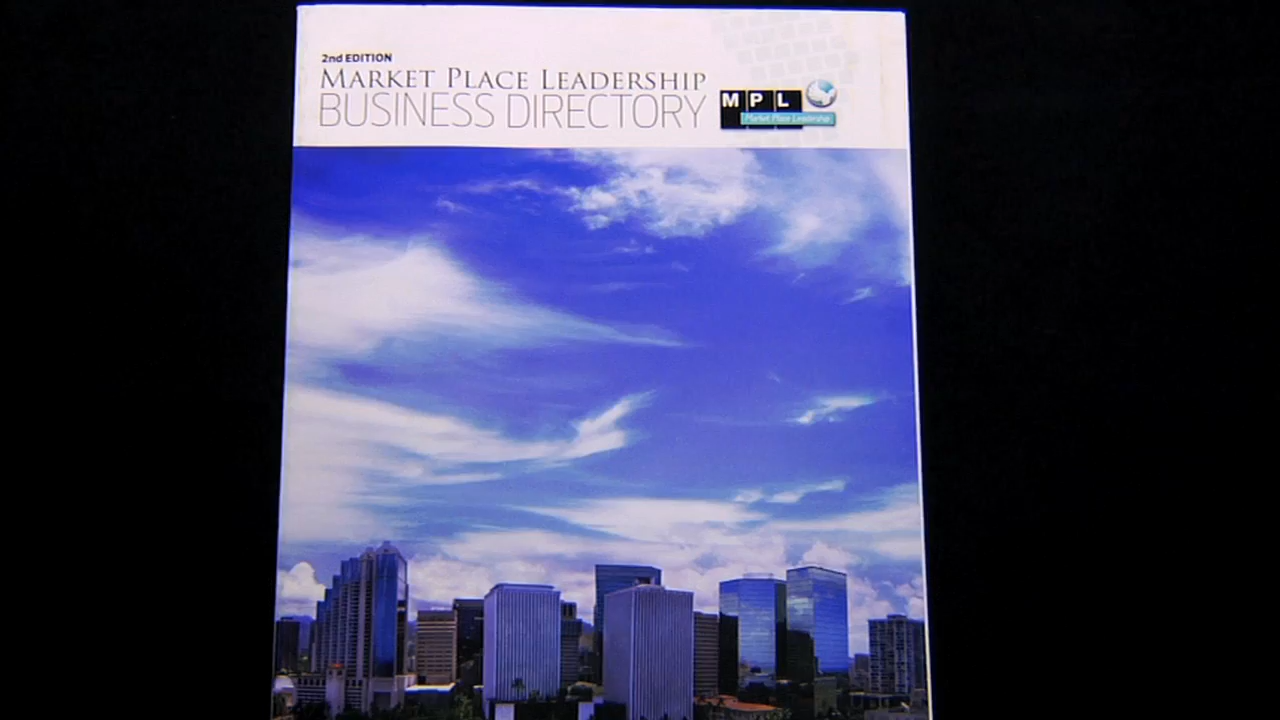 2nd EDITION
MARKET PLACE LEADERSHIP
BUSINESS DIRECTORY
MPL
Market Place Leadership